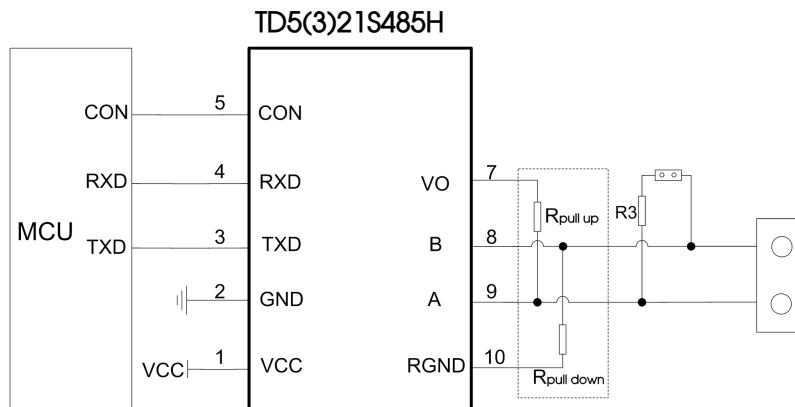 TD5(3)21S485H
MCU
CON 5 CON
RXD 4 RXD
TXD 3 TXD
2 GND
VCC 1 VCC
VO 7
B 8
A 9
RGND 10
Rpull up
R3
Rpull down